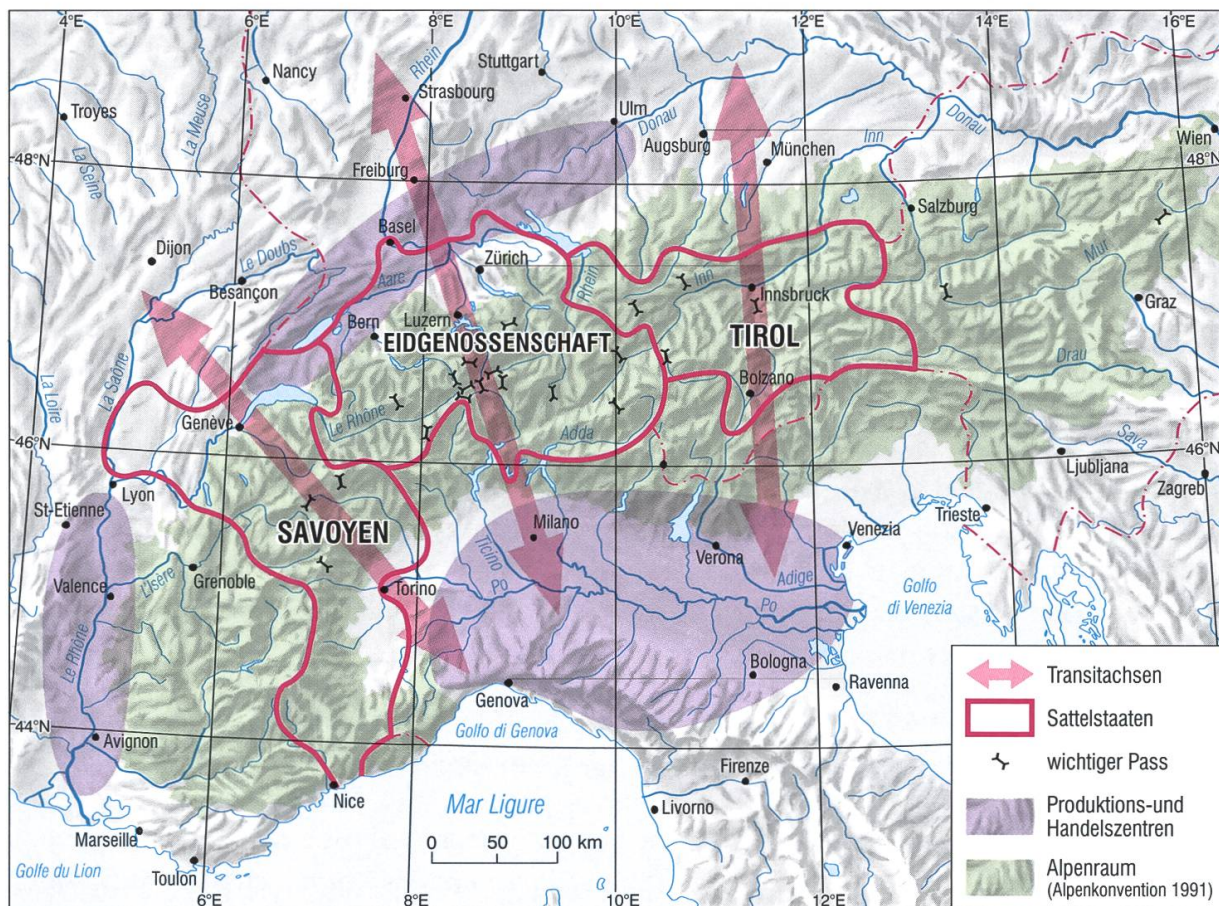 4°E
6°E
8°E
10°E
12°E
14°E
16°E
Nancy
Stuttgart
Rhein
Strasbourg
Troyes
La Meuse
La Seine
Ulm
Donau
Augsburg
München
Inn
Donau
Wien
48°N
48°N
Freiburg
Salzburg
Basel
Dijon
Le Doubs
Besançon
Zürich
Aare
Rhein
Inn
Innsbruck
Mur
Graz
Bern
Luzern
EIDGENOSSENSCHAFT
TIROL
La Saône
La Loire
Bolzano
Drau
Genève
Le Rhône
Adda
46°N
46°N
Sava
Ljubljana
Zagreb
Lyon
St-Etienne
SAVOYEN
Milano
Ticino
Verona
Venezia
Trieste
Valence
L'Isère
Grenoble
Torino
Po
Adige
Po
Golfo
di Venezia
Le Rhône
Bologna
Ravenna
Genova
44°N
Avignon
Golfo di Genova
Firenze
Nice
Mar Ligure
Livorno
Marseille
0 50 100 km
Toulon
Golfe du Lion
6°E
8°E
10°E
12°E
Transitachsen
Sattelstaaten
wichtiger Pass
Produktions-und
Handelszentren
Alpenraum
(Alpenkonvention 1991)